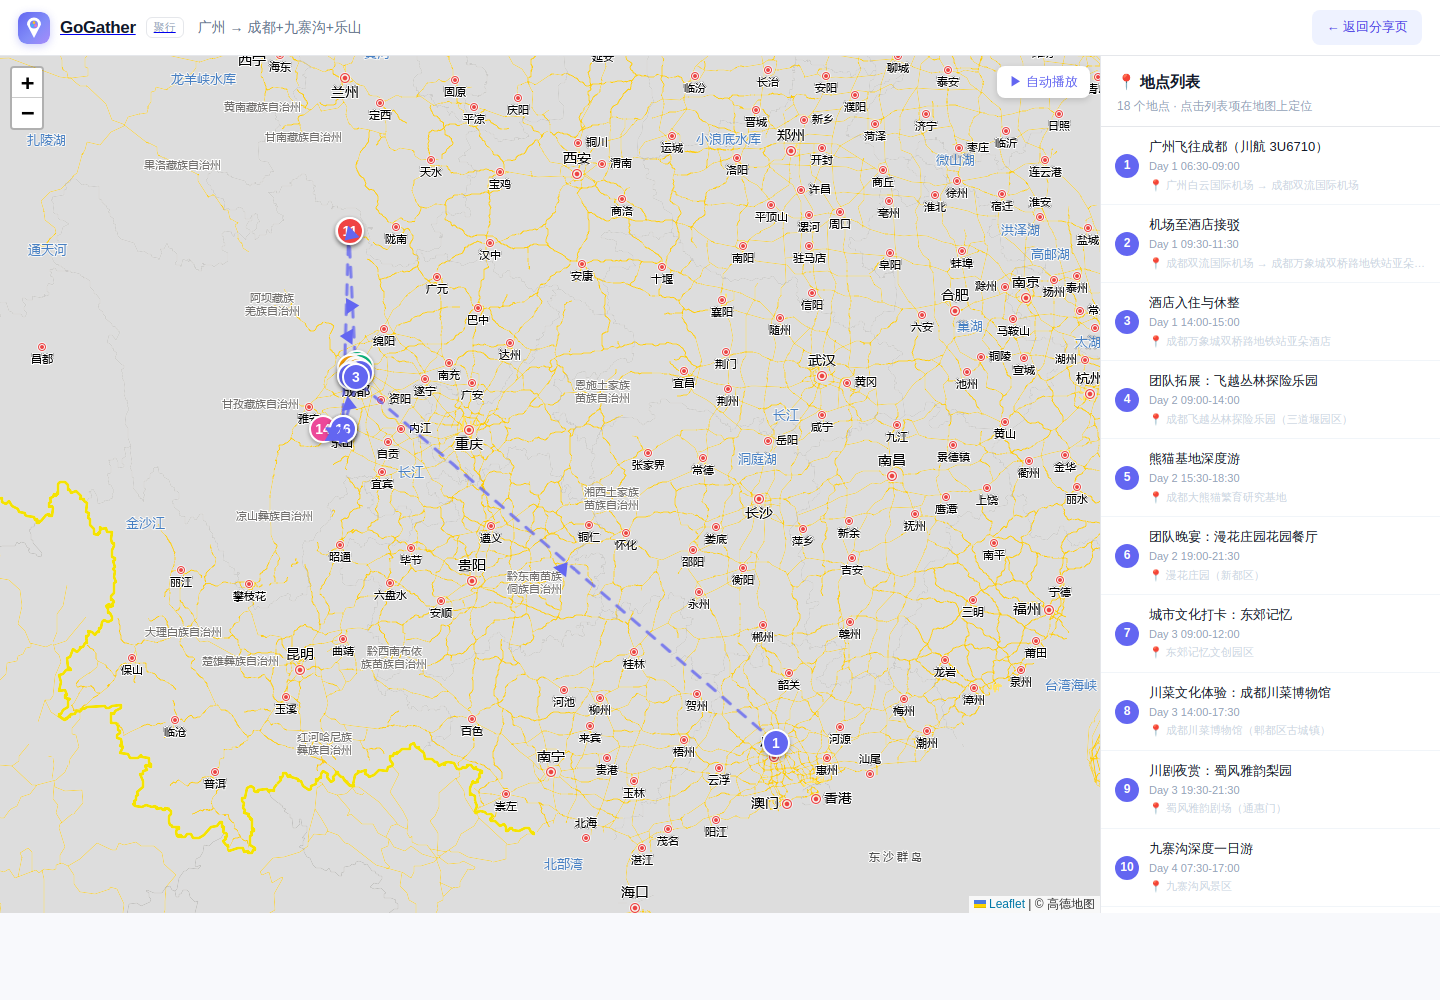 GoGather 聚行 广州 → 成都+九寨沟+乐山
← 返回分享页
+
−
▶ 自动播放
西宁
海东
龙羊峡水库
兰州
固原
临汾
长治
安阳
聊城
泰安
黄南藏族自治州
定西
平凉
庆阳
濮阳
晋城
新乡
菏泽
济宁
日照
扎陵湖
甘南藏族自治州
铜川
运城
小浪底水库
郑州
开封
枣庄
临沂
微山湖
果洛藏族自治州
天水
宝鸡
西安
渭南
洛阳
商丘
徐州
连云港
商洛
许昌
平顶山
漯河
周口
亳州
淮北
宿迁
淮安
洪泽湖
通天河
11
陇南
汉中
安康
十堰
南阳
驻马店
阜阳
蚌埠
高邮湖
盐城
广元
滁州
南京
扬州
泰州
阿坝藏族
羌族自治州
巴中
襄阳
信阳
合肥
六安
巢湖
马鞍山
绵阳
随州
昌都
达州
荆门
武汉
铜陵
宣城
湖州
太湖
3
成都
南充
遂宁
广安
资阳
恩施土家族
苗族自治州
宜昌
荆州
黄冈
池州
杭州
甘孜藏族自治州
雅安
14
16
内江
重庆
长江
咸宁
九江
黄山
自贡
岳阳
洞庭湖
南昌
景德镇
衢州
金华
长江
宜宾
张家界
常德
湘西土家族
苗族自治州
长沙
鹰潭
上饶
丽水
金沙江
凉山彝族自治州
遵义
铜仁
怀化
娄底
萍乡
新余
抚州
昭通
毕节
贵阳
邵阳
吉安
南平
丽江
攀枝花
六盘水
安顺
黔东南苗族
侗族自治州
衡阳
永州
三明
福州
宁德
大理白族自治州
楚雄彝族自治州
昆明
曲靖
黔西南布依
族苗族自治州
郴州
赣州
莆田
保山
桂林
韶关
龙岩
泉州
漳州
台湾海峡
玉溪
河池
柳州
贺州
梅州
临沧
百色
来宾
梧州
河源
潮州
红河哈尼族
彝族自治州
1
南宁
贵港
云浮
惠州
汕尾
普洱
玉林
澳门
香港
崇左
北海
茂名
阳江
湛江
北部湾
东沙群岛
海口
Leaflet | © 高德地图
📍 地点列表
18 个地点 · 点击列表项在地图上定位
1
广州飞往成都（川航 3U6710）
Day 1 06:30-09:00
📍 广州白云国际机场 → 成都双流国际机场
2
机场至酒店接驳
Day 1 09:30-11:30
📍 成都双流国际机场 → 成都万象城双桥路地铁站亚朵…
3
酒店入住与休整
Day 1 14:00-15:00
📍 成都万象城双桥路地铁站亚朵酒店
4
团队拓展：飞越丛林探险乐园
Day 2 09:00-14:00
📍 成都飞越丛林探险乐园（三道堰园区）
5
熊猫基地深度游
Day 2 15:30-18:30
📍 成都大熊猫繁育研究基地
6
团队晚宴：漫花庄园花园餐厅
Day 2 19:00-21:30
📍 漫花庄园（新都区）
7
城市文化打卡：东郊记忆
Day 3 09:00-12:00
📍 东郊记忆文创园区
8
川菜文化体验：成都川菜博物馆
Day 3 14:00-17:30
📍 成都川菜博物馆（郫都区古城镇）
9
川剧夜赏：蜀风雅韵梨园
Day 3 19:30-21:30
📍 蜀风雅韵剧场（通惠门）
10
九寨沟深度一日游
Day 4 07:30-17:00
📍 九寨沟风景区